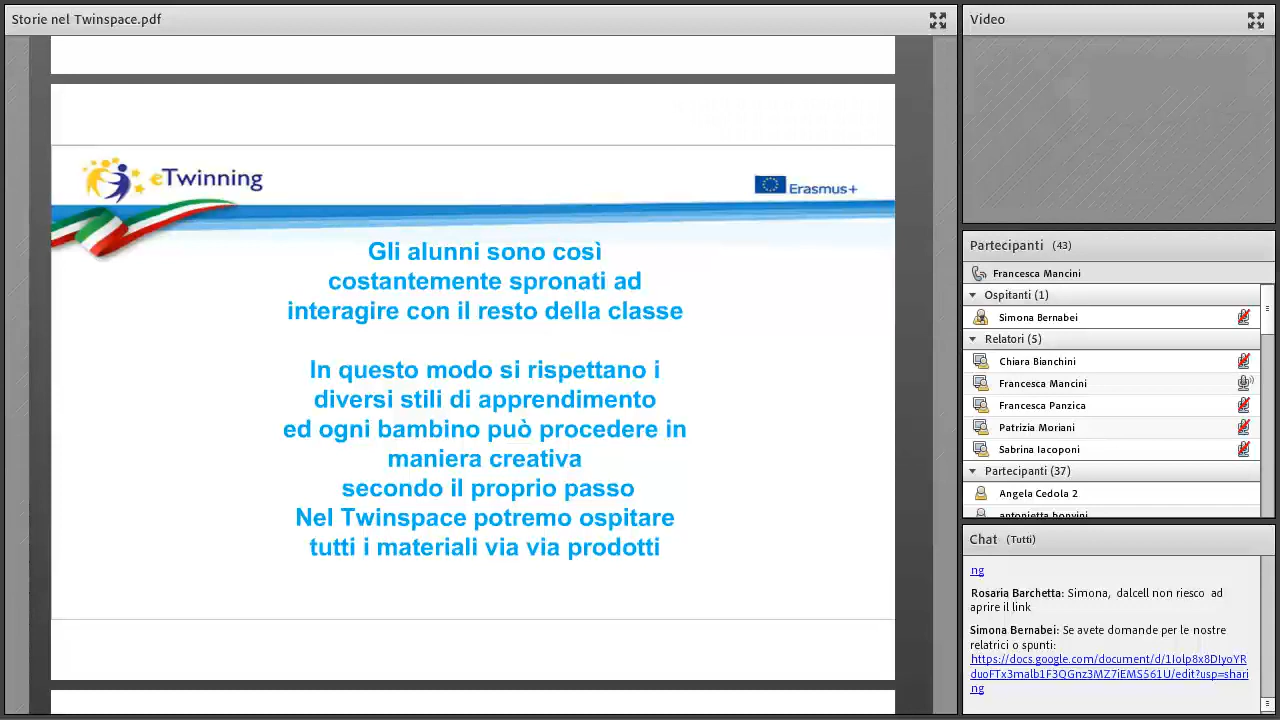 Storie nel Twinspace.pdf
eTwinning
Erasmus+
Gli alunni sono così
costantemente spronati ad
interagire con il resto della classe
In questo modo si rispettano i
diversi stili di apprendimento
ed ogni bambino può procedere in
maniera creativa
secondo il proprio passo
Nel Twinspace potremo ospitare
tutti i materiali via via prodotti
Video
Partecipanti (43)
Francesca Mancini
Ospitanti (1)
Simona Bernabei
Relatori (5)
Chiara Bianchini
Francesca Mancini
Francesca Panzica
Patrizia Moriani
Sabrina Iacoponi
Partecipanti (37)
Angela Cedola 2
antonietta bonvini
Chat (Tutti)
ng
Rosaria Barchetta: Simona, dalcell non riesco ad
aprire il link
Simona Bernabei: Se avete domande per le nostre
relatrici o spunti:
https://docs.google.com/document/d/1Iolp8x8DIyoYR
duoFTx3malb1F3QGnz3MZ7iEMS561U/edit?usp=shari
ng